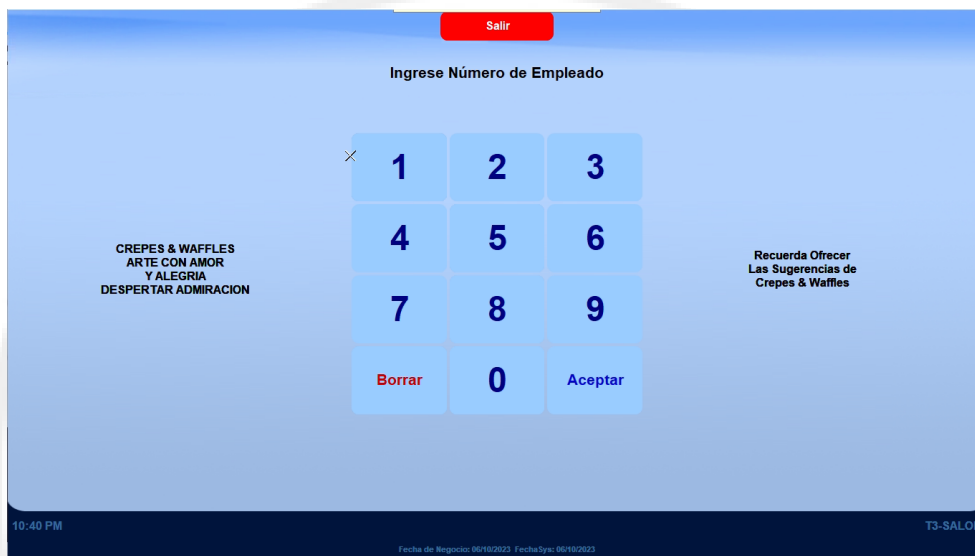 Salir
Ingrese Número de Empleado
1 2 3
4 5 6
7 8 9
Borrar 0 Aceptar
CREPES & WAFFLES
ARTE CON AMOR
Y ALEGRIA
DESPERTAR ADMIRACION
Recuerda Ofrecer
Las Sugerencias de
Crepes & Waffles
10:40 PM
T3-SALO
Fecha de Negocio: 06/10/2023 FechaSys: 06/10/2023